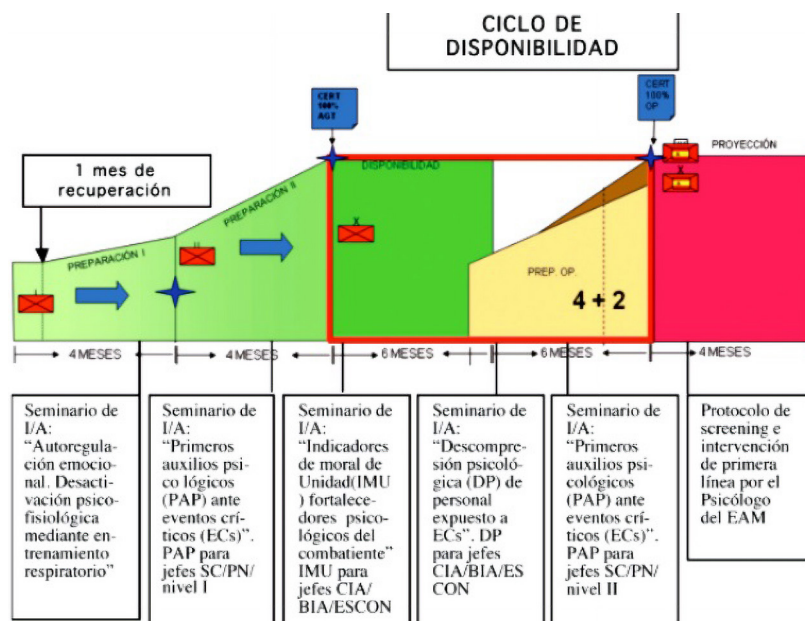 CICLO DE
DISPONIBILIDAD
CERT
100%
AGT
CERT
100%
OP
1 mes de
recuperación
PREPARACIÓN I
PREPARACIÓN II
DISPONIBILIDAD
PREP. OP.
4 + 2
PROYECCIÓN
4 MESES
4 MESES
6 MESES
6 MESES
4 MESES
Seminario de
I/A:
“Autoregula-
ción emocio-
nal. Desacti-
vación psico-
fisiológica
mediante en-
trenamiento
respiratorio”
Seminario de
I/A:
“Primeros
auxilios psi-
co lógicos
(PAP) ante
eventos crí-
ticos (ECs)”.
PAP para
jefes SC/PN/
nivel I
Seminario de
I/A:
“Indicadores
de moral de
Unidad(IMU
) fortalece-
dores psico-
lógicos del
combatiente”
IMU para
jefes CIA/
BIA/ESCON
Seminario de
I/A:
“Descompre-
sión psicoló-
gica (DP) de
personal ex-
puesto a
ECs”. DP
para jefes
CIA/BIA/ES
CON
Seminario de
I/A:
“Primeros
auxilios psi-
cológicos
(PAP) ante
eventos crí-
ticos (ECs)”.
PAP para
jefes SC/PN/
nivel II
Protocolo de
screening e
intervención
de primera
línea por el
Psicólogo
del EAM